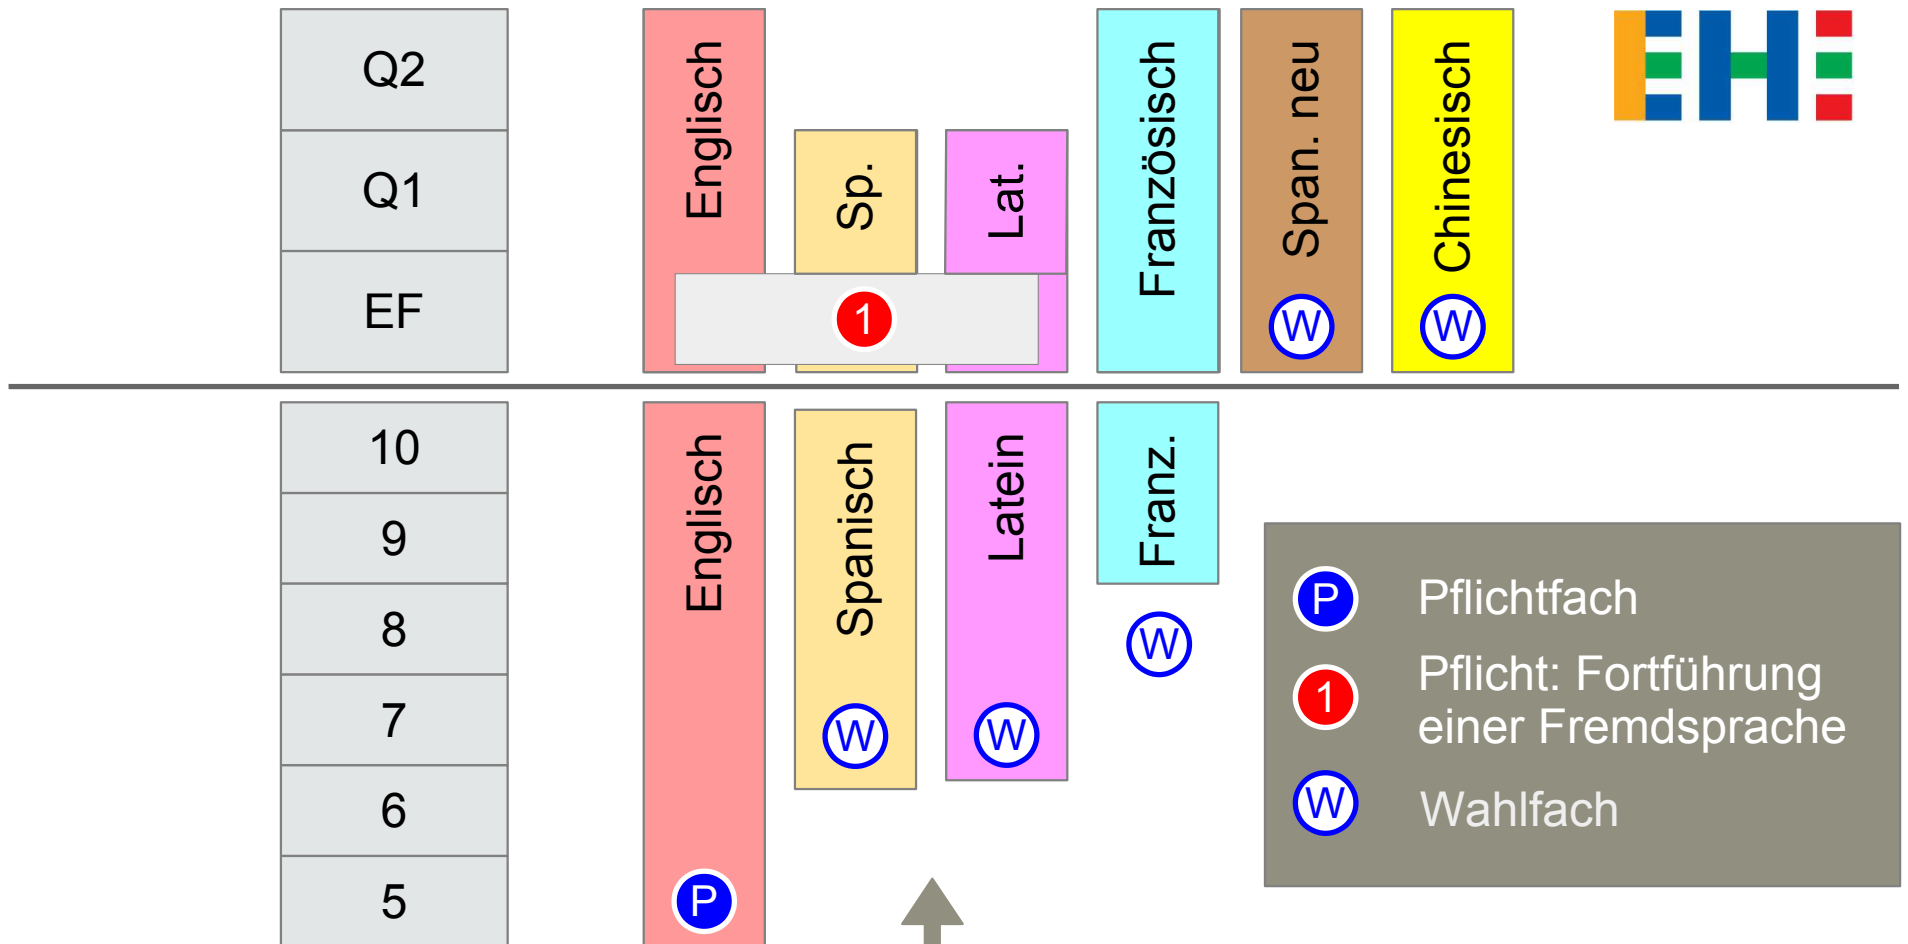 Q2
Q1
EF
Englisch
Sp.
Lat.
Französisch
Span. neu
Chinesisch
EHE
1
W
W
10
9
8
7
6
5
Englisch
Spanisch
Latein
Franz.
W
W
W
P
P Pflichtfach
1 Pflicht: Fortführung
einer Fremdsprache
W Wahlfach